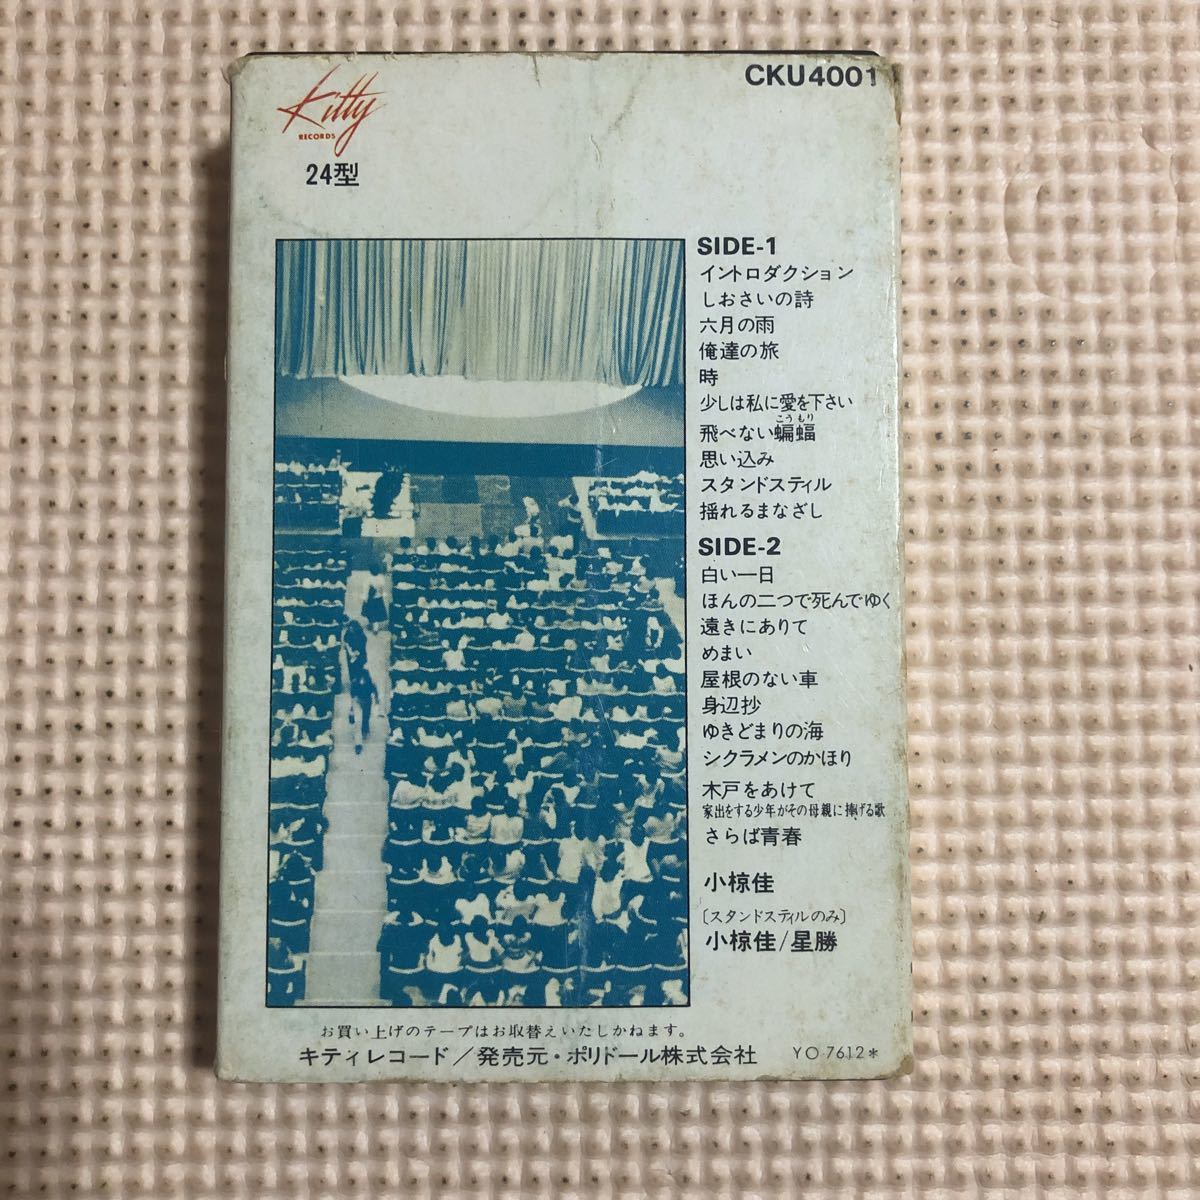 Kitty
RECORDS
24型
CKU4001
SIDE-1
イントロダクション
しおさいの詩
六月の雨
俺達の旅
時
少しは私に愛を下さい
こうもり
飛べない蝙蝠
思い込み
スタンドスティル
揺れるまなざし
SIDE-2
白い一日
ほんの二つで死んでゆく
遠きにありて
めまい
屋根のない車
身辺抄
ゆきどまりの海
シクラメンのかほり
木戸をあけて
家出をする少年がその母親に捧げる歌
さらば青春
小椋佳
〔スタンドスティルのみ〕
小椋佳/星勝
お買い上げのテープはお取替えいたしかねます。
キティレコード/発売元・ポリドール株式会社
YO-7612*